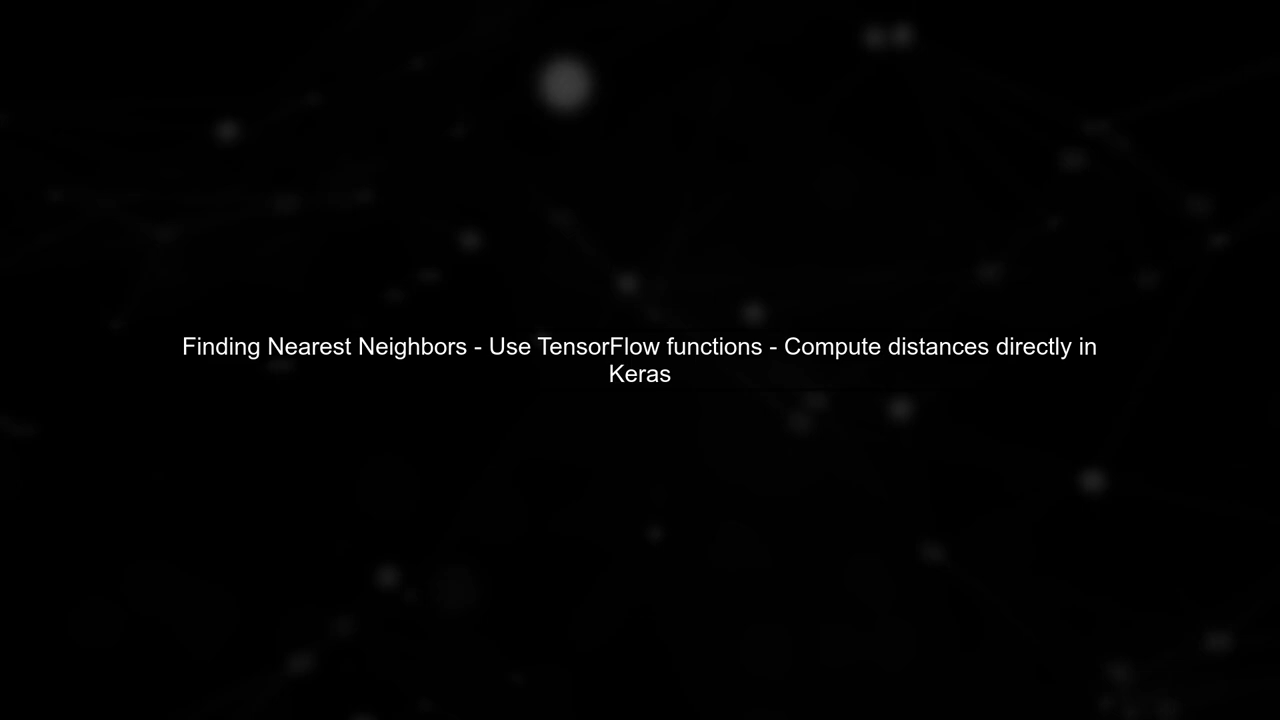 Finding Nearest Neighbors - Use TensorFlow functions - Compute distances directly in
Keras